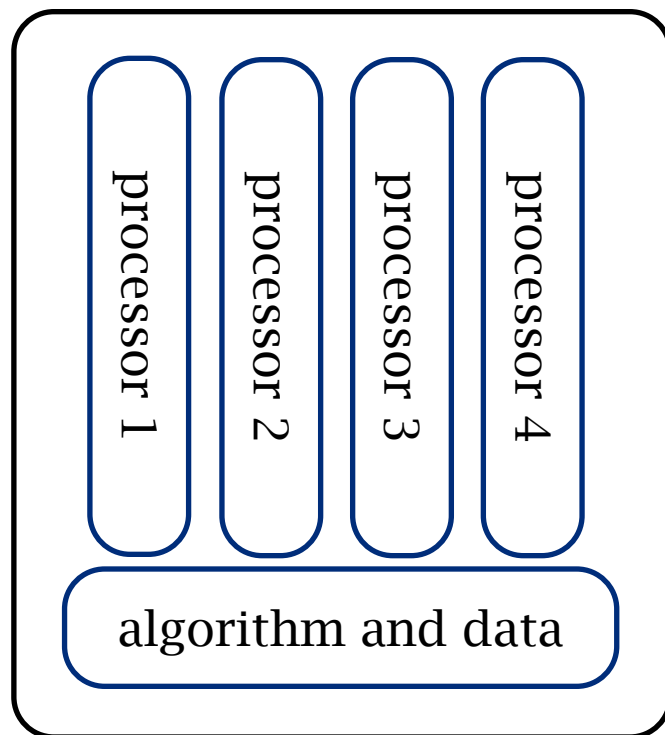 processor 1
processor 2
processor 3
processor 4
algorithm and data